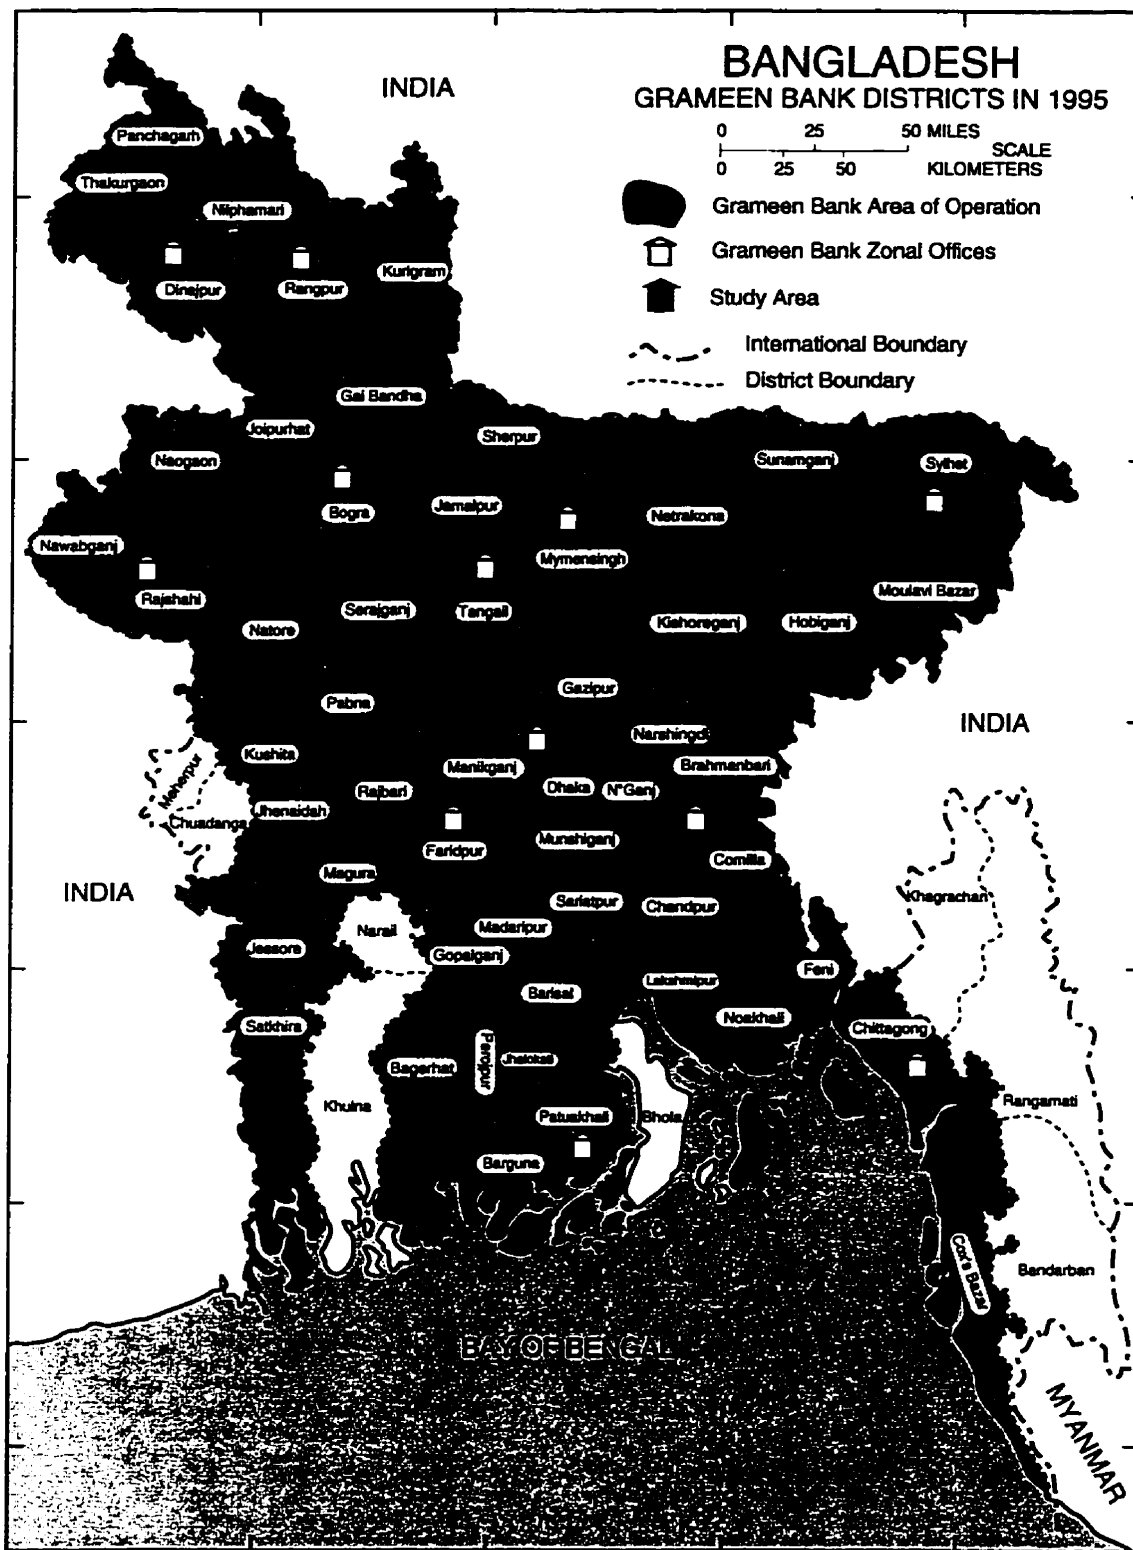 BANGLADESH
GRAMEEN BANK DISTRICTS IN 1995
0 25 50 MILES
SCALE
0 25 50 KILOMETERS
Grameen Bank Area of Operation
Grameen Bank Zonal Offices
Study Area
International Boundary
District Boundary
INDIA
Panchagarh
Thakurgaon
Nilphamari
Dinajpur
Rangpur
Kurigram
Gai Bandha
Joipurhat
Sherpur
Naogaon
Sunamganj
Sylhet
Bogra
Jamalpur
Netrakona
Nawabganj
Mymensingh
Rajshahi
Serajganj
Tangail
Moulavi Bazar
Natore
Kishoreganj
Hobiganj
Gazipur
Pabna
INDIA
Narshingdi
Kushita
Manikganj
Brahmanbari
Meherpur
Rajbari
Dhaka
N"Ganj
Jhenaidah
Chuadanga
Faridpur
Munshiganj
Comilla
Magura
INDIA
Khagrachari
Sariatpur
Chandpur
Narail
Madaripur
Jessore
Gopalganj
Feni
Lakshmipur
Barisal
Satkhira
Noakhali
Chittagong
Perojpur
Jhalokati
Bagerhat
Khulna
Patuakhali
Bhola
Rangamati
Barguna
Cox's Bazar
Bandarban
BAY OF BENGAL
MYANMAR